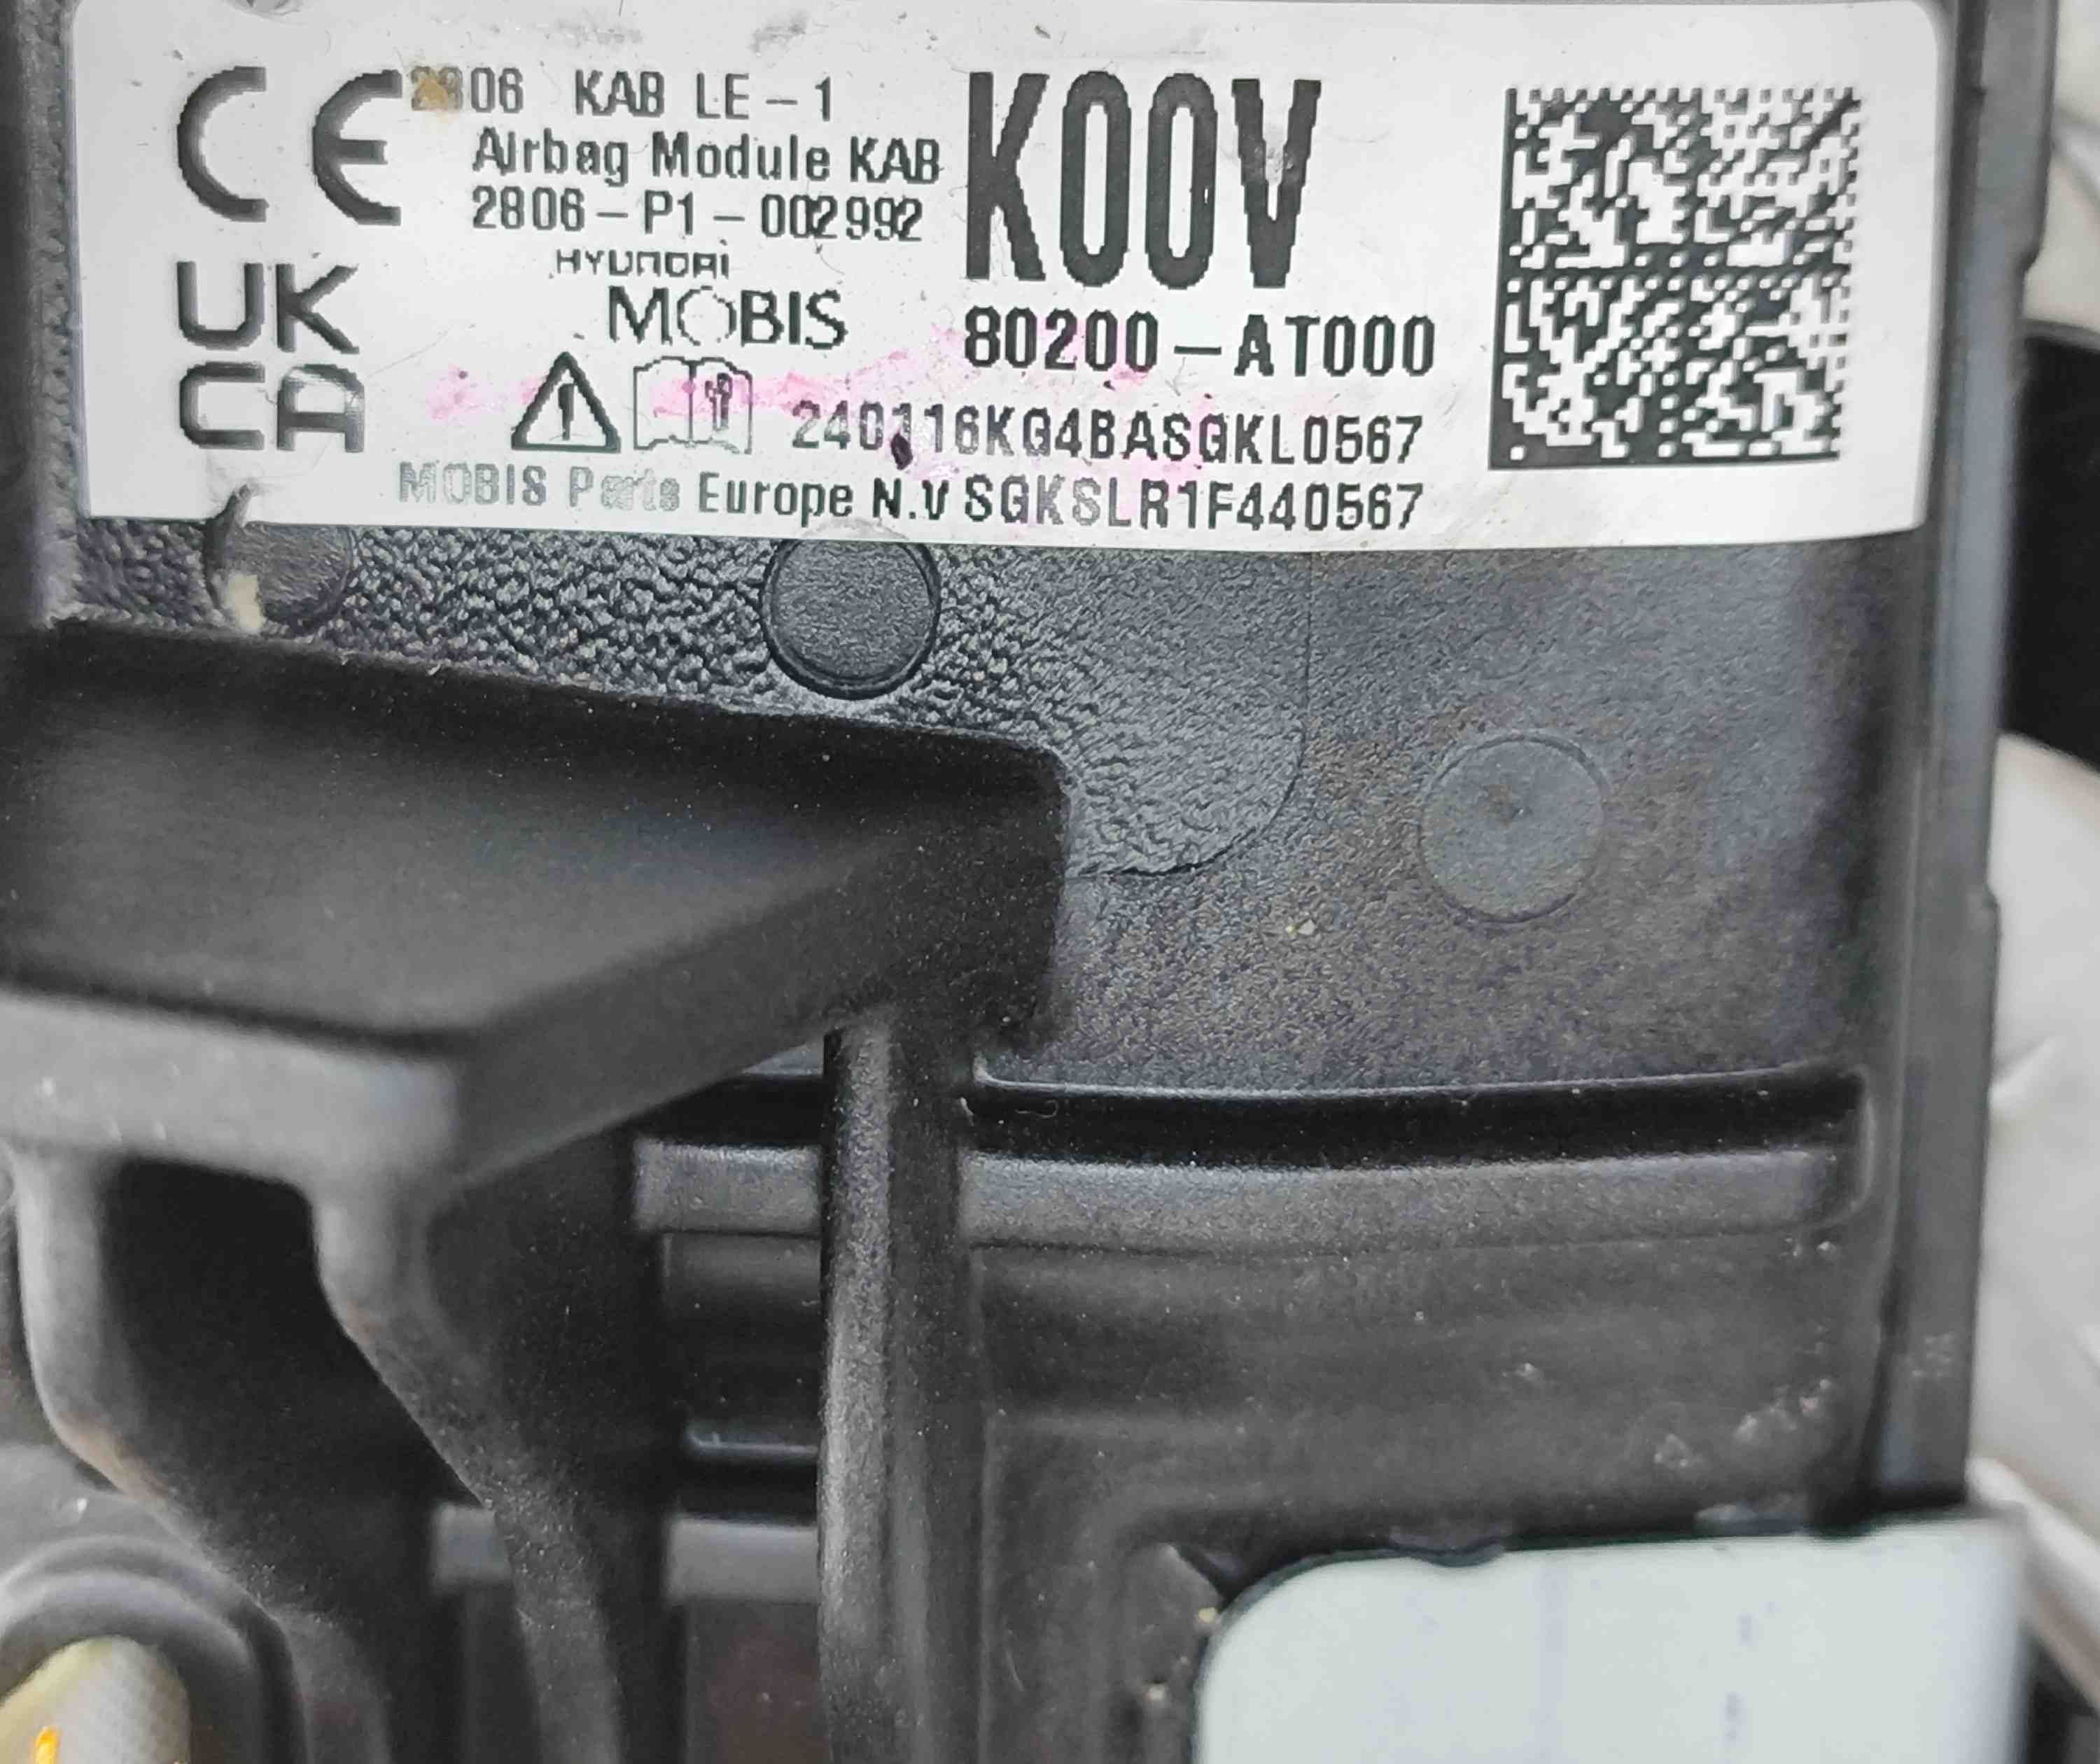 CE 2806 KAB LE-1
Airbag Module KAB
2806-P1-002992
K00V
UK
CA
HYUNDAI
MOBIS
80200-AT000
240116KG4BASGKL0567
MOBIS Parts Europe N.V SGKSLR1F440567